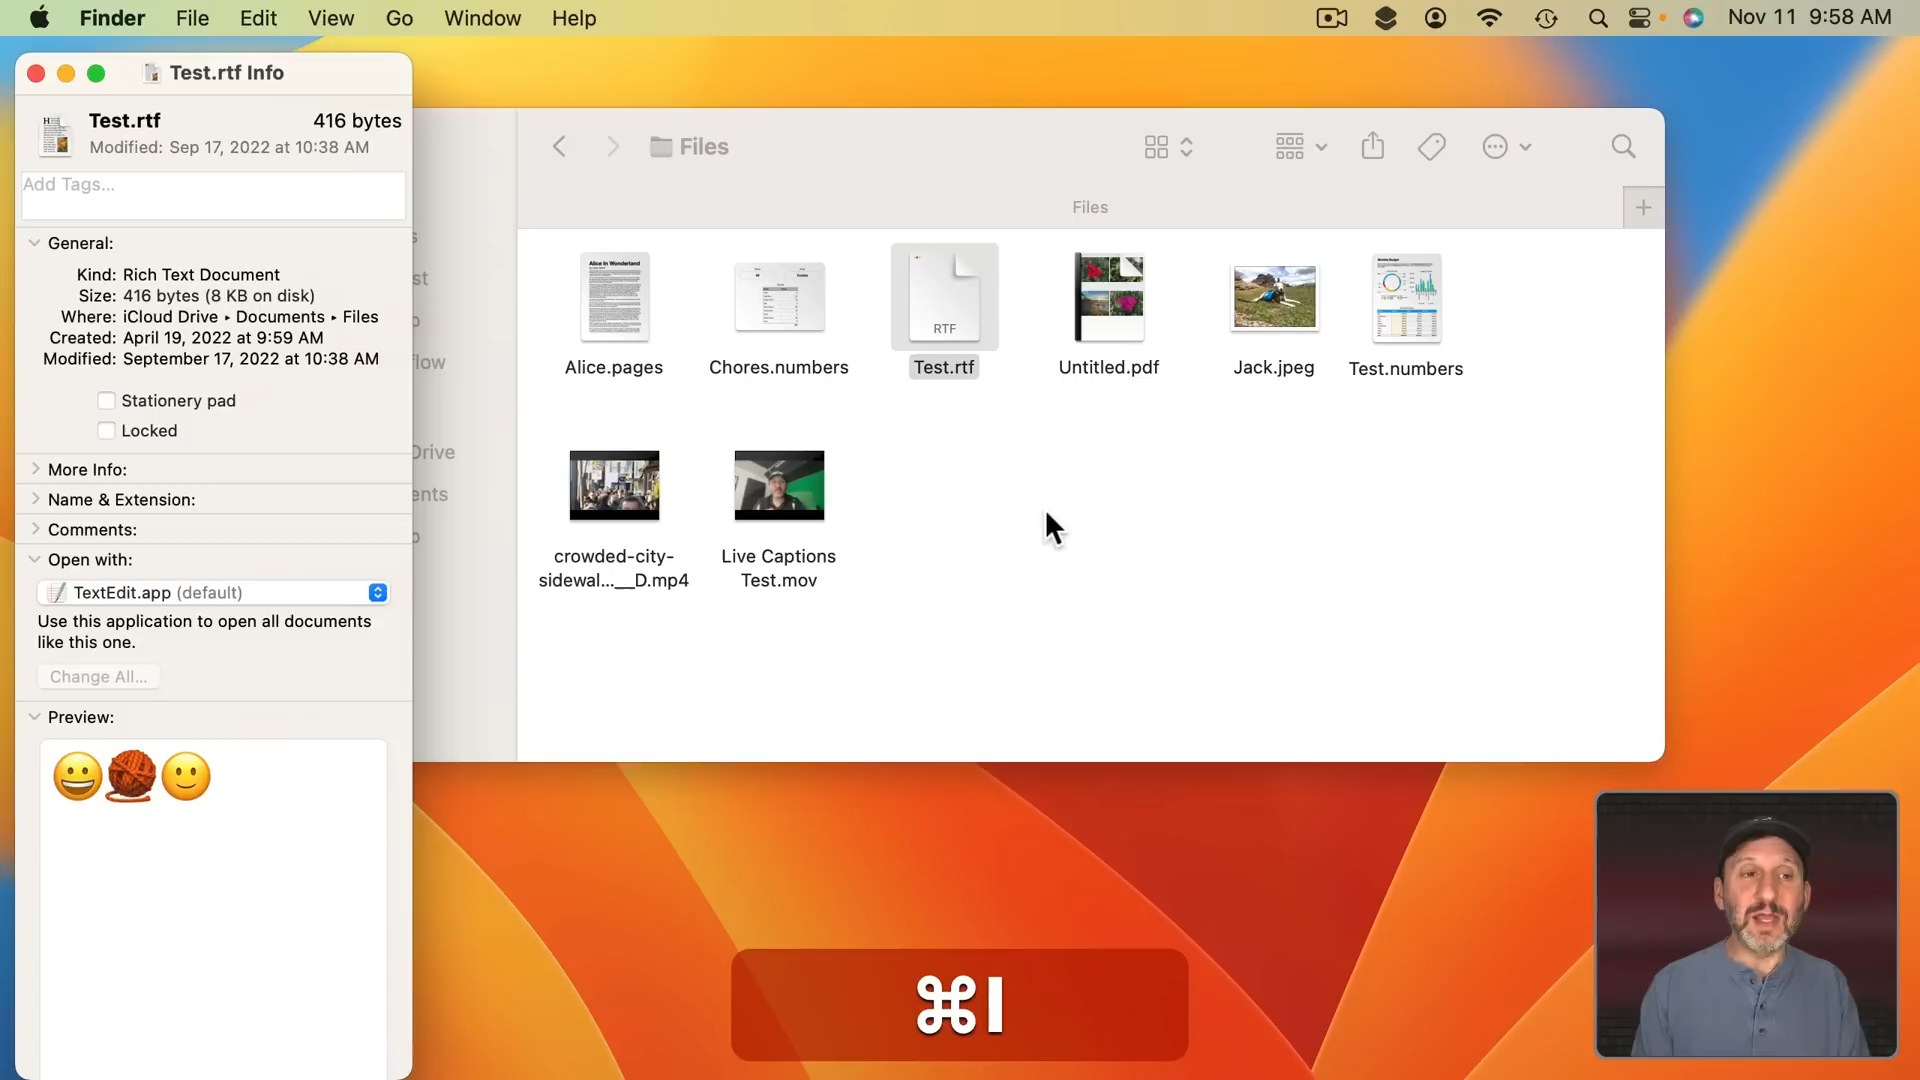 Finder File Edit View Go Window Help
Nov 11 9:58 AM
Test.rtf Info
Test.rtf 416 bytes
Modified: Sep 17, 2022 at 10:38 AM
Add Tags...
General:
Kind: Rich Text Document
Size: 416 bytes (8 KB on disk)
Where: iCloud Drive ▸ Documents ▸ Files
Created: April 19, 2022 at 9:59 AM
Modified: September 17, 2022 at 10:38 AM
Stationery pad
Locked
More Info:
Name & Extension:
Comments:
Open with:
TextEdit.app (default)
Use this application to open all documents
like this one.
Change All...
Preview:
Files
Files
Alice in Wonderland
RTF
Alice.pages
Chores.numbers
Test.rtf
Untitled.pdf
Jack.jpeg
Test.numbers
crowded-city-
sidewal...__D.mp4
Live Captions
Test.mov
⌘I